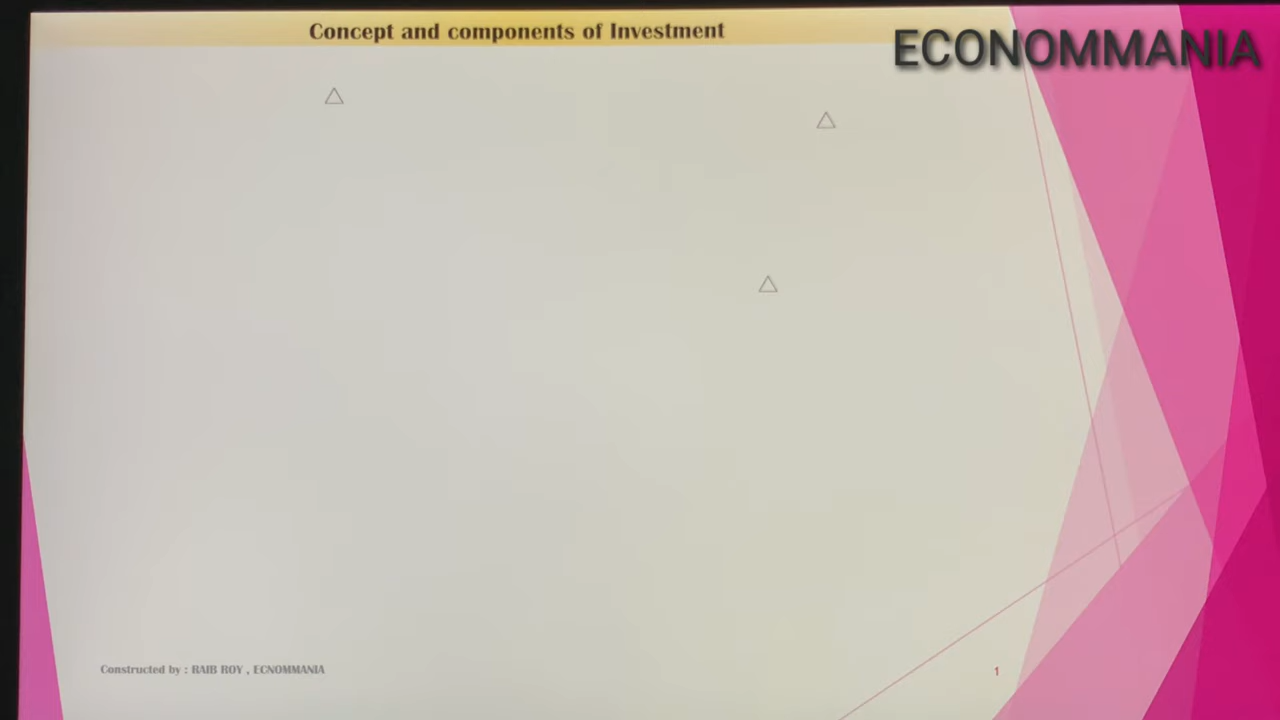 Concept and components of Investment
ECONOMMANIA
△
△
△
Constructed by : RAIB ROY , ECNOMMANIA
1